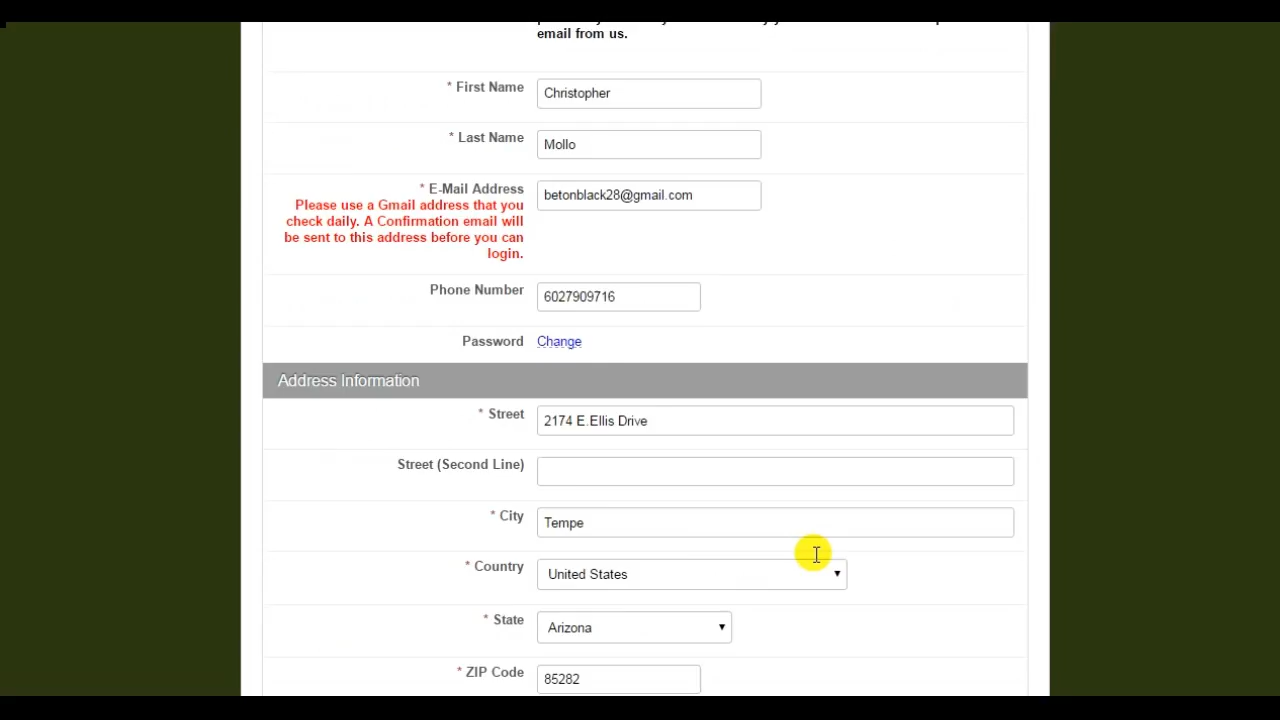 email from us.
* First Name
Christopher
* Last Name
Mollo
* E-Mail Address
betonblack28@gmail.com
Please use a Gmail address that you
check daily. A Confirmation email will
be sent to this address before you can
login.
Phone Number
6027909716
Password
Change
Address Information
* Street
2174 E.Ellis Drive
Street (Second Line)
* City
Tempe
* Country
United States
* State
Arizona
* ZIP Code
85282